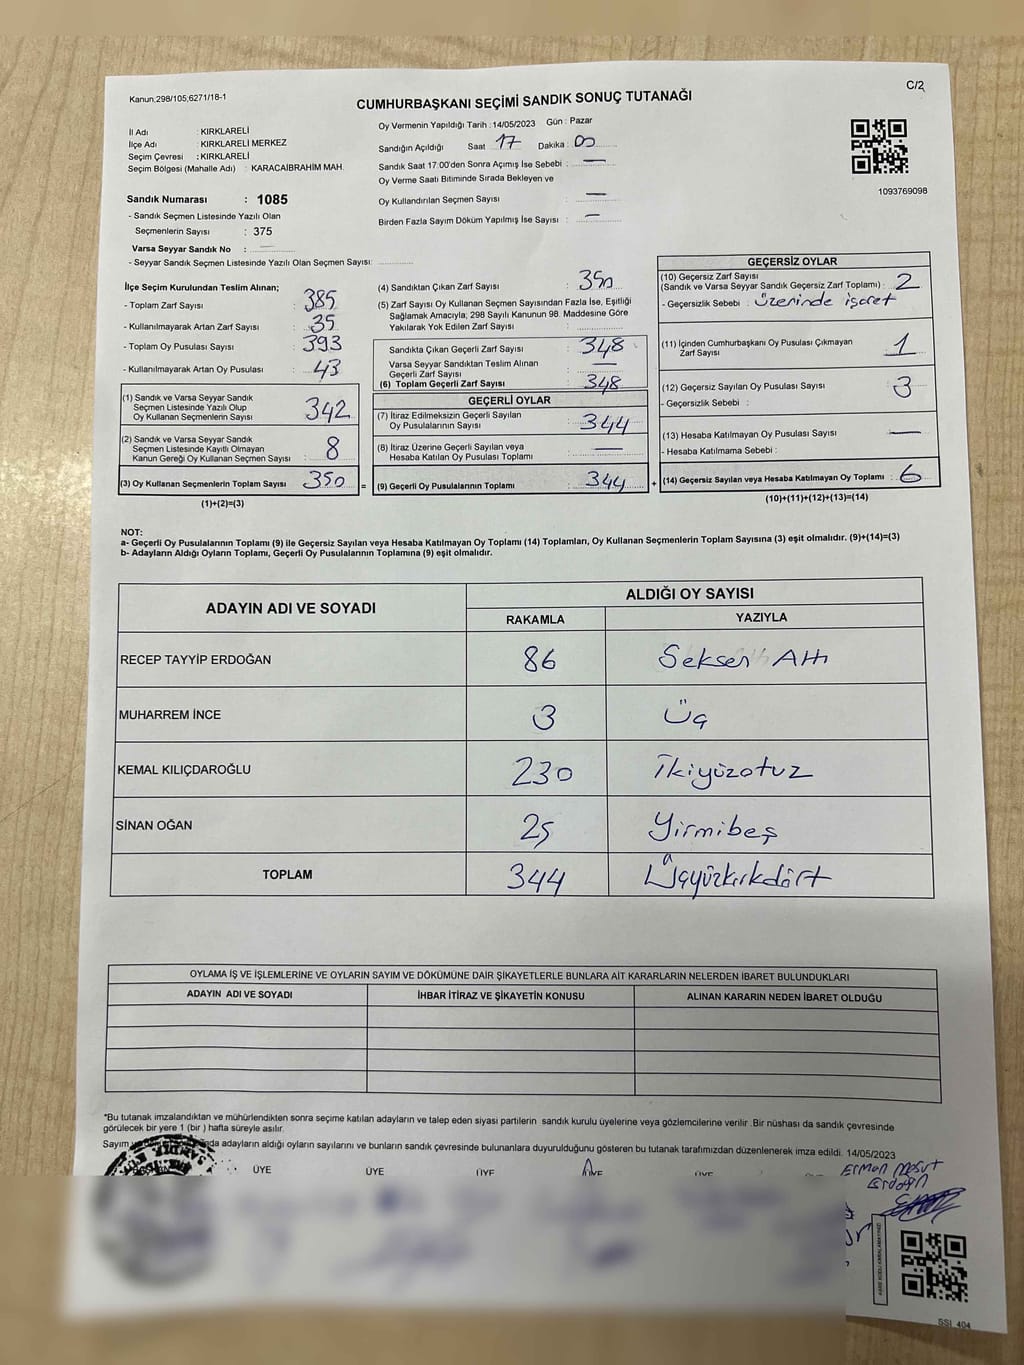 Kanun;298/105;6271/18-1
C/2
CUMHURBAŞKANI SEÇİMİ SANDIK SONUÇ TUTANAĞI
İl Adı : KIRKLARELİ
İlçe Adı : KIRKLARELİ MERKEZ
Seçim Çevresi : KIRKLARELİ
Seçim Bölgesi (Mahalle Adı) : KARACAİBRAHİM MAH.
Sandık Numarası : 1085
- Sandık Seçmen Listesinde Yazılı Olan
Seçmenlerin Sayısı : 375
Varsa Seyyar Sandık No : —
- Seyyar Sandık Seçmen Listesinde Yazılı Olan Seçmen Sayısı:
Oy Vermenin Yapıldığı Tarih : 14/05/2023 Gün : Pazar
Sandığın Açıldığı Saat 17 Dakika : 00
Sandık Saat 17:00'den Sonra Açımış İse Sebebi : —
Oy Verme Saati Bitiminde Sırada Bekleyen ve
Oy Kullandırılan Seçmen Sayısı : —
Birden Fazla Sayım Döküm Yapılmış İse Sayısı : —
1093769098
İlçe Seçim Kurulundan Teslim Alınan;
- Toplam Zarf Sayısı : 385
- Kullanılmayarak Artan Zarf Sayısı : 35
- Toplam Oy Pusulası Sayısı : 393
- Kullanılmayarak Artan Oy Pusulası : 43
(1) Sandık ve Varsa Seyyar Sandık
Seçmen Listesinde Yazılı Olup
Oy Kullanan Seçmenlerin Sayısı : 342
(2) Sandık ve Varsa Seyyar Sandık
Seçmen Listesinde Kayıtlı Olmayan
Kanun Gereği Oy Kullanan Seçmen Sayısı : 8
(3) Oy Kullanan Seçmenlerin Toplam Sayısı : 350 =
(1)+(2)=(3)
(4) Sandıktan Çıkan Zarf Sayısı : 350
(5) Zarf Sayısı Oy Kullanan Seçmen Sayısından Fazla İse, Eşitliği
Sağlamak Amacıyla; 298 Sayılı Kanunun 98. Maddesine Göre
Yakılarak Yok Edilen Zarf Sayısı :
Sandıkta Çıkan Geçerli Zarf Sayısı : 348
Varsa Seyyar Sandıktan Teslim Alınan
Geçerli Zarf Sayısı : —
(6) Toplam Geçerli Zarf Sayısı : 348
GEÇERLİ OYLAR
(7) İtiraz Edilmeksizin Geçerli Sayılan
Oy Pusulalarının Sayısı : 344
(8) İtiraz Üzerine Geçerli Sayılan veya
Hesaba Katılan Oy Pusulası Toplamı : —
(9) Geçerli Oy Pusulalarının Toplamı : 344 +
GEÇERSİZ OYLAR
(10) Geçersiz Zarf Sayısı
(Sandık ve Varsa Seyyar Sandık Geçersiz Zarf Toplamı) : 2
- Geçersizlik Sebebi : Üzerinde işaret
(11) İçinden Cumhurbaşkanı Oy Pusulası Çıkmayan
Zarf Sayısı : 1
(12) Geçersiz Sayılan Oy Pusulası Sayısı : 3
- Geçersizlik Sebebi :
(13) Hesaba Katılmayan Oy Pusulası Sayısı : —
- Hesaba Katılmama Sebebi :
(14) Geçersiz Sayılan veya Hesaba Katılmayan Oy Toplamı : 6
(10)+(11)+(12)+(13)=(14)
NOT:
a- Geçerli Oy Pusulalarının Toplamı (9) ile Geçersiz Sayılan veya Hesaba Katılmayan Oy Toplamı (14) Toplamları, Oy Kullanan Seçmenlerin Toplam Sayısına (3) eşit olmalıdır. (9)+(14)=(3)
b- Adayların Aldığı Oyların Toplamı, Geçerli Oy Pusulalarının Toplamına (9) eşit olmalıdır.
ADAYIN ADI VE SOYADI ALDIĞI OY SAYISI
RAKAMLA YAZIYLA
RECEP TAYYİP ERDOĞAN 86 Seksen Altı
MUHARREM İNCE 3 Üç
KEMAL KILIÇDAROĞLU 230 İkiyüzotuz
SİNAN OĞAN 25 Yirmibeş
TOPLAM 344 Üçyüzkırkdört
OYLAMA İŞ VE İŞLEMLERİNE VE OYLARIN SAYIM VE DÖKÜMÜNE DAİR ŞİKAYETLERLE BUNLARA AİT KARARLARIN NELERDEN İBARET BULUNDUKLARI
ADAYIN ADI VE SOYADI İHBAR İTİRAZ VE ŞİKAYETİN KONUSU ALINAN KARARIN NEDEN İBARET OLDUĞU
*Bu tutanak imzalandıktan ve mühürlendikten sonra seçime katılan adayların ve talep eden siyasi partilerin sandık kurulu üyelerine veya gözlemcilerine verilir .Bir nüshası da sandık çevresinde
görülecek bir yere 1 (bir ) hafta süreyle asılır.
Sayım adayların aldığı oyların sayılarını ve bunların sandık çevresinde bulunanlara duyurulduğunu gösteren bu tutanak tarafımızdan düzenlenerek imza edildi. 14/05/2023
ÜYE ÜYE ÜYE ÜYE ÜYE
Erman Mesut
Erdoğan
SSI_404